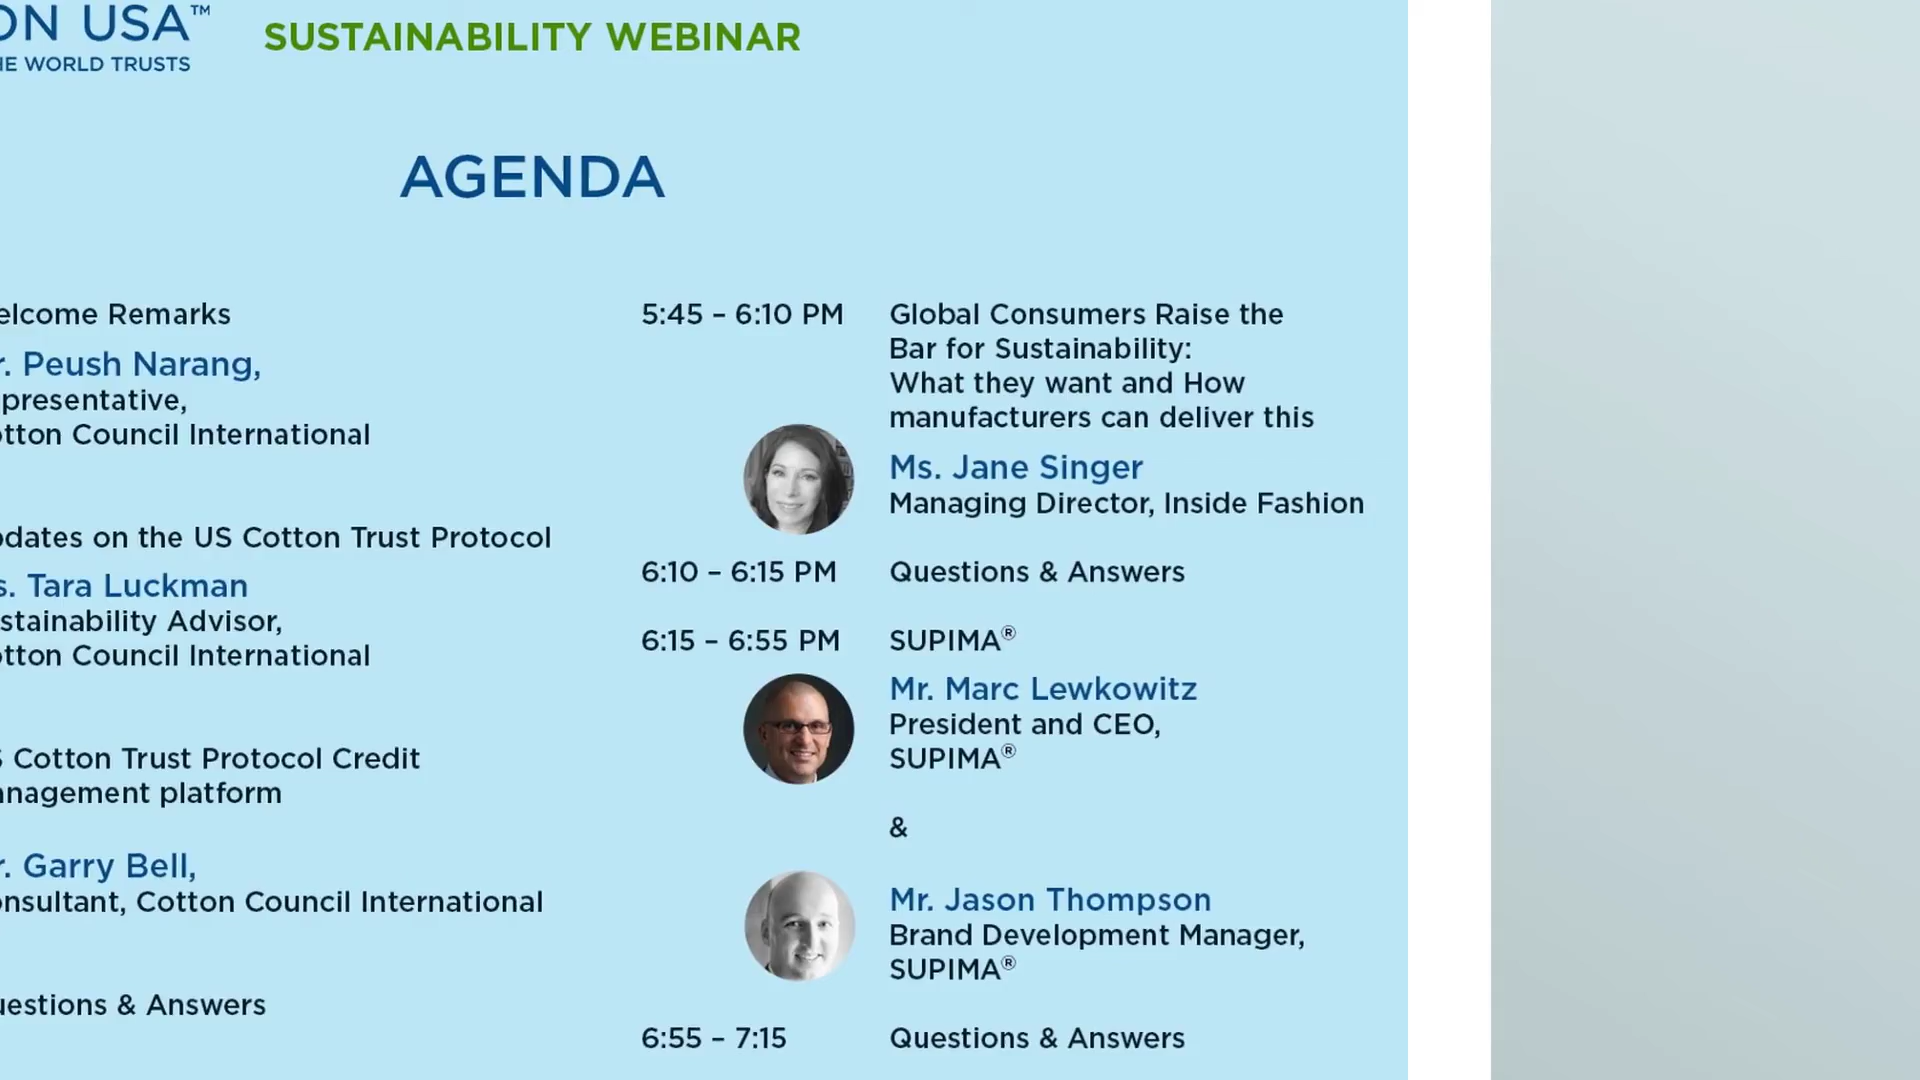 ON USA™
HE WORLD TRUSTS
SUSTAINABILITY WEBINAR
AGENDA
elcome Remarks
r. Peush Narang,
presentative,
otton Council International
pdates on the US Cotton Trust Protocol
s. Tara Luckman
stainability Advisor,
otton Council International
S Cotton Trust Protocol Credit
anagement platform
r. Garry Bell,
onsultant, Cotton Council International
uestions & Answers
5:45 – 6:10 PM
Global Consumers Raise the
Bar for Sustainability:
What they want and How
manufacturers can deliver this
Ms. Jane Singer
Managing Director, Inside Fashion
6:10 – 6:15 PM
Questions & Answers
6:15 – 6:55 PM
SUPIMA®
Mr. Marc Lewkowitz
President and CEO,
SUPIMA®
&
Mr. Jason Thompson
Brand Development Manager,
SUPIMA®
6:55 – 7:15
Questions & Answers